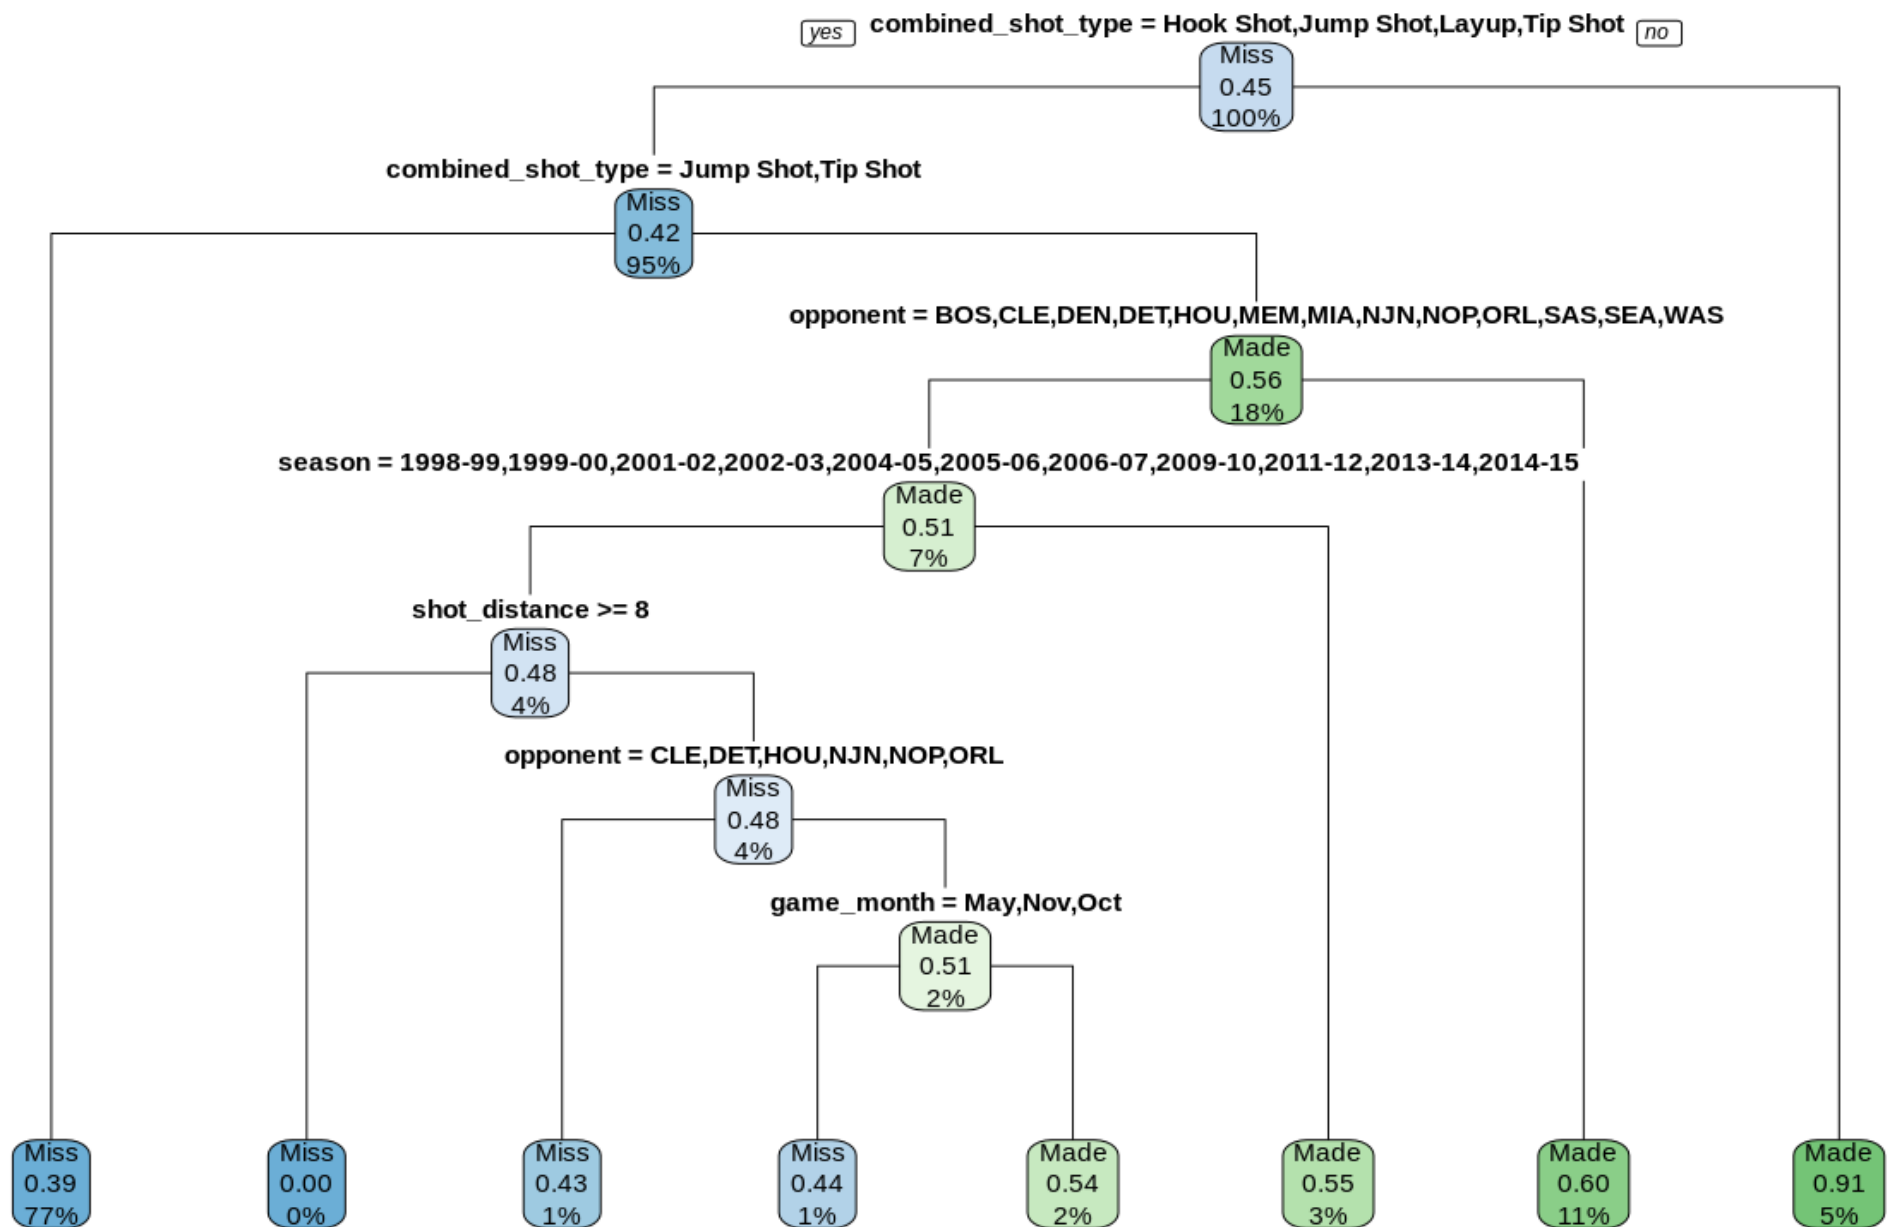 yes combined_shot_type = Hook Shot,Jump Shot,Layup,Tip Shot no
Miss
0.45
100%
combined_shot_type = Jump Shot,Tip Shot
Miss
0.42
95%
opponent = BOS,CLE,DEN,DET,HOU,MEM,MIA,NJN,NOP,ORL,SAS,SEA,WAS
Made
0.56
18%
season = 1998-99,1999-00,2001-02,2002-03,2004-05,2005-06,2006-07,2009-10,2011-12,2013-14,2014-15
Made
0.51
7%
shot_distance >= 8
Miss
0.48
4%
opponent = CLE,DET,HOU,NJN,NOP,ORL
Miss
0.48
4%
game_month = May,Nov,Oct
Made
0.51
2%
Miss
0.39
77%
Miss
0.00
0%
Miss
0.43
1%
Miss
0.44
1%
Made
0.54
2%
Made
0.55
3%
Made
0.60
11%
Made
0.91
5%